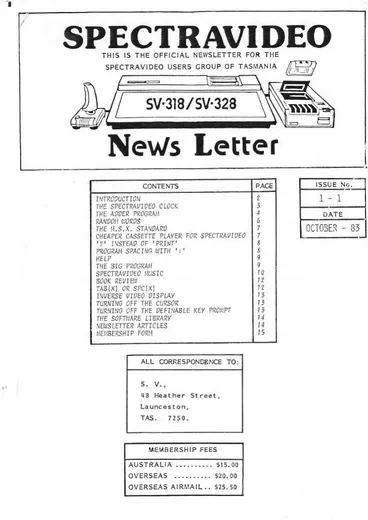 SPECTRAVIDEO
THIS IS THE OFFICIAL NEWSLETTER FOR THE
SPECTRAVIDEO USERS GROUP OF TASMANIA
SV-318/SV-328
News Letter
CONTENTS PAGE
INTRODUCTION 2
THE SPECTRAVIDEO CLOCK 3
THE ADDER PROGRAM 4
RANDOM WORDS 6
THE M.S.X. STANDARD 7
CHEAPER CASSETTE PLAYER FOR SPECTRAVIDEO 7
'?' INSTEAD OF 'PRINT' 8
PROGRAM SPACING WITH ':' 8
HELP 9
THE BIG PROGRAM 9
SPECTRAVIDEO MUSIC 10
BOOK REVIEW 12
TAB(X) OR SPC(X) 12
INVERSE VIDEO DISPLAY 13
TURNING OFF THE CURSOR 13
TURNING OFF THE DEFINABLE KEY PROMPT 13
THE SOFTWARE LIBRARY 14
NEWSLETTER ARTICLES 14
MEMBERSHIP FORM 15
ISSUE No.
1 - 1
DATE
OCTOBER - 83
ALL CORRESPONDENCE TO:
S. V.,
48 Heather Street,
Launceston,
TAS. 7250.
MEMBERSHIP FEES
AUSTRALIA .......... $15.00
OVERSEAS .......... $20.00
OVERSEAS AIRMAIL.. $25.50